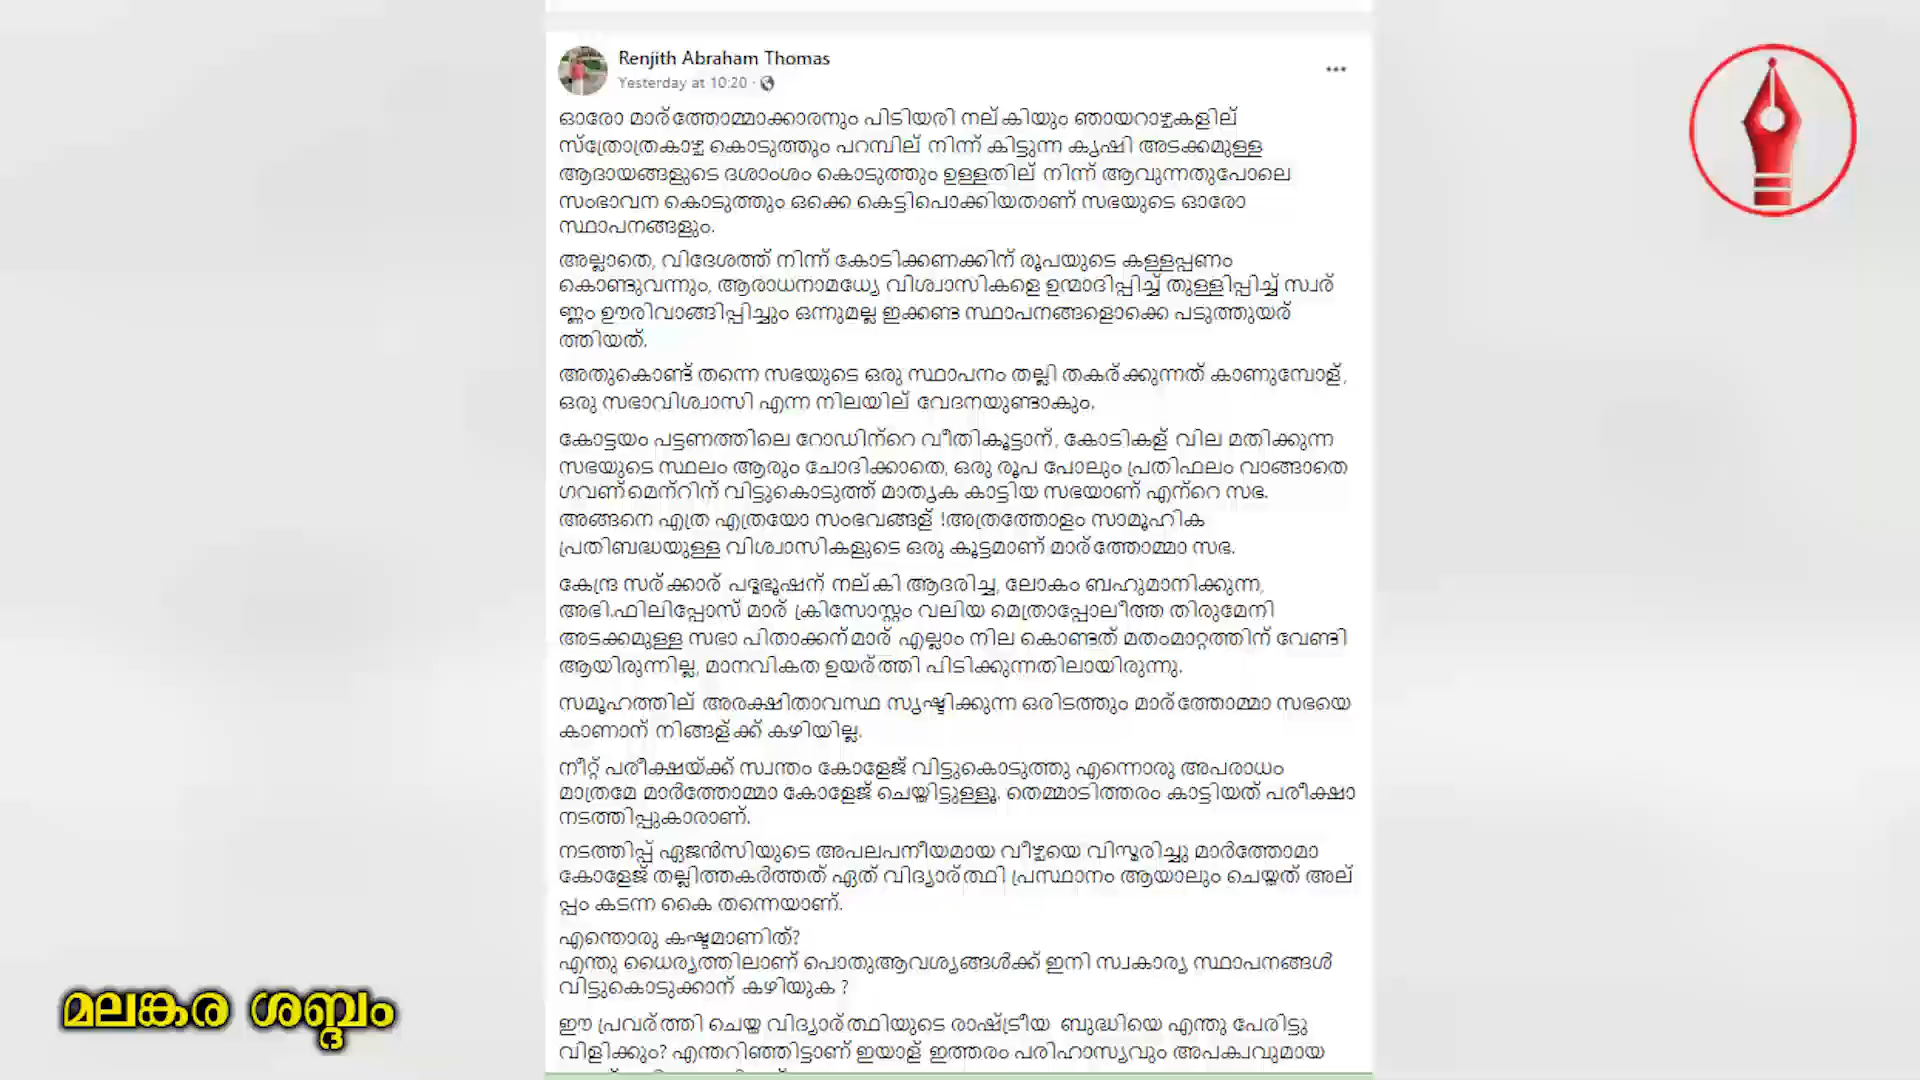 Renjith Abraham Thomas
Yesterday at 10:20
ഓരോ മാര്‍ത്തോമ്മാക്കാരനും പിടിയരി നല്‍കിയും ഞായറാഴ്ചകളില്‍
സ്ത്രോത്രകാഴ്ച കൊടുത്തും പറമ്പില്‍ നിന്ന് കിട്ടുന്ന കൃഷി അടക്കമുള്ള
ആദായങ്ങളുടെ ദശാംശം കൊടുത്തും ഉള്ളതില്‍ നിന്ന് ആവുന്നതുപോലെ
സംഭാവന കൊടുത്തും ഒക്കെ കെട്ടിപൊക്കിയതാണ് സഭയുടെ ഓരോ
സ്ഥാപനങ്ങളും.
അല്ലാതെ, വിദേശത്ത് നിന്ന് കോടിക്കണക്കിന് രൂപയുടെ കള്ളപ്പണം
കൊണ്ടുവന്നും, ആരാധനാമധ്യേ വിശ്വാസികളെ ഉന്മാദിപ്പിച്ച് തുള്ളിപ്പിച്ച് സ്വര്‍
ണ്ണം ഊരിവാങ്ങിപ്പിച്ചും ഒന്നുമല്ല ഇക്കണ്ട സ്ഥാപനങ്ങളൊക്കെ പടുത്തുയര്‍
ത്തിയത്.
അതുകൊണ്ട് തന്നെ സഭയുടെ ഒരു സ്ഥാപനം തല്ലി തകര്‍ക്കുന്നത് കാണുമ്പോള്‍,
ഒരു സഭാവിശ്വാസി എന്ന നിലയില്‍ വേദനയുണ്ടാകും.
കോട്ടയം പട്ടണത്തിലെ റോഡിന്‍റെ വീതികൂട്ടാന്‍, കോടികള്‍ വില മതിക്കുന്ന
സഭയുടെ സ്ഥലം ആരും ചോദിക്കാതെ, ഒരു രൂപ പോലും പ്രതിഫലം വാങ്ങാതെ
ഗവണ്‍മെന്‍റിന് വിട്ടുകൊടുത്ത് മാതൃക കാട്ടിയ സഭയാണ് എന്‍റെ സഭ.
അങ്ങനെ എത്ര എത്രയോ സംഭവങ്ങള്‍ !അത്രത്തോളം സാമൂഹിക
പ്രതിബദ്ധയുള്ള വിശ്വാസികളുടെ ഒരു കൂട്ടമാണ് മാര്‍ത്തോമ്മാ സഭ.
കേന്ദ്ര സര്‍ക്കാര്‍ പദ്മഭൂഷന്‍ നല്‍കി ആദരിച്ച, ലോകം ബഹുമാനിക്കുന്ന,
അഭി.ഫിലിപ്പോസ് മാര്‍ ക്രിസോസ്റ്റം വലിയ മെത്രാപ്പോലീത്ത തിരുമേനി
അടക്കമുള്ള സഭാ പിതാക്കന്‍മാര്‍ എല്ലാം നില കൊണ്ടത് മതംമാറ്റത്തിന് വേണ്ടി
ആയിരുന്നില്ല, മാനവികത ഉയര്‍ത്തി പിടിക്കുന്നതിലായിരുന്നു.
സമൂഹത്തില്‍ അരക്ഷിതാവസ്ഥ സൃഷ്ടിക്കുന്ന ഒരിടത്തും മാര്‍ത്തോമ്മാ സഭയെ
കാണാന്‍ നിങ്ങള്‍ക്ക് കഴിയില്ല.
നീറ്റ് പരീക്ഷയ്ക്ക് സ്വന്തം കോളേജ് വിട്ടുകൊടുത്തു എന്നൊരു അപരാധം
മാത്രമേ മാർത്തോമ്മാ കോളേജ് ചെയ്തിട്ടുള്ളൂ. തെമ്മാടിത്തരം കാട്ടിയത് പരീക്ഷാ
നടത്തിപ്പുകാരാണ്.
നടത്തിപ്പ് ഏജൻസിയുടെ അപലപനീയമായ വീഴ്ചയെ വിസ്മരിച്ചു മാർത്തോമാ
കോളേജ് തല്ലിത്തകർത്തത് ഏത് വിദ്യാര്‍ത്ഥി പ്രസ്ഥാനം ആയാലും ചെയ്തത് അല്‍
പ്പം കടന്ന കൈ തന്നെയാണ്.
എന്തൊരു കഷ്ടമാണിത്?
എന്തു ധൈര്യത്തിലാണ് പൊതുആവശ്യങ്ങൾക്ക് ഇനി സ്വകാര്യ സ്ഥാപനങ്ങൾ
വിട്ടുകൊടുക്കാന്‍ കഴിയുക ?
ഈ പ്രവര്‍ത്തി ചെയ്ത വിദ്യാര്‍ത്ഥിയുടെ രാഷ്ട്രീയ ബുദ്ധിയെ എന്തു പേരിട്ടു
വിളിക്കും? എന്തറിഞ്ഞിട്ടാണ് ഇയാള്‍ ഇത്തരം പരിഹാസ്യവും അപക്വവുമായ
മലങ്കര ശബ്ദം